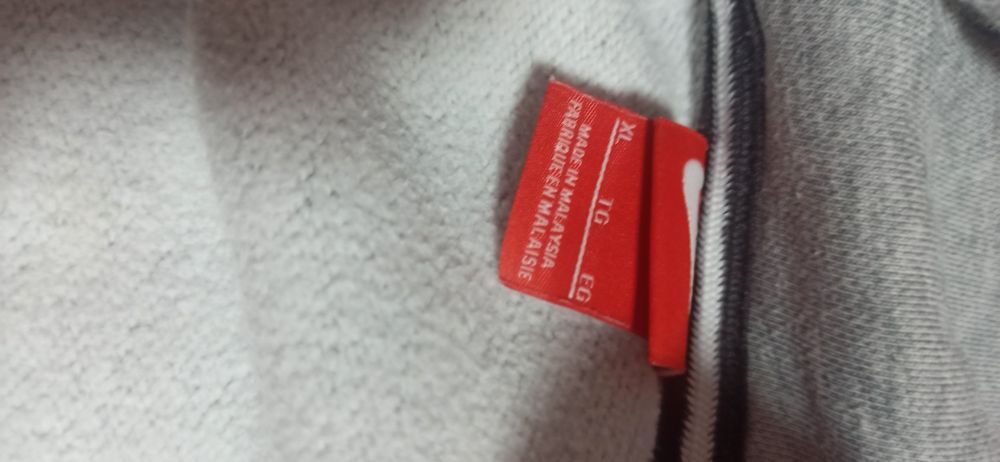 XL TG EG
MADE IN MALAYSIA
FABRIQUE EN MALAISIE